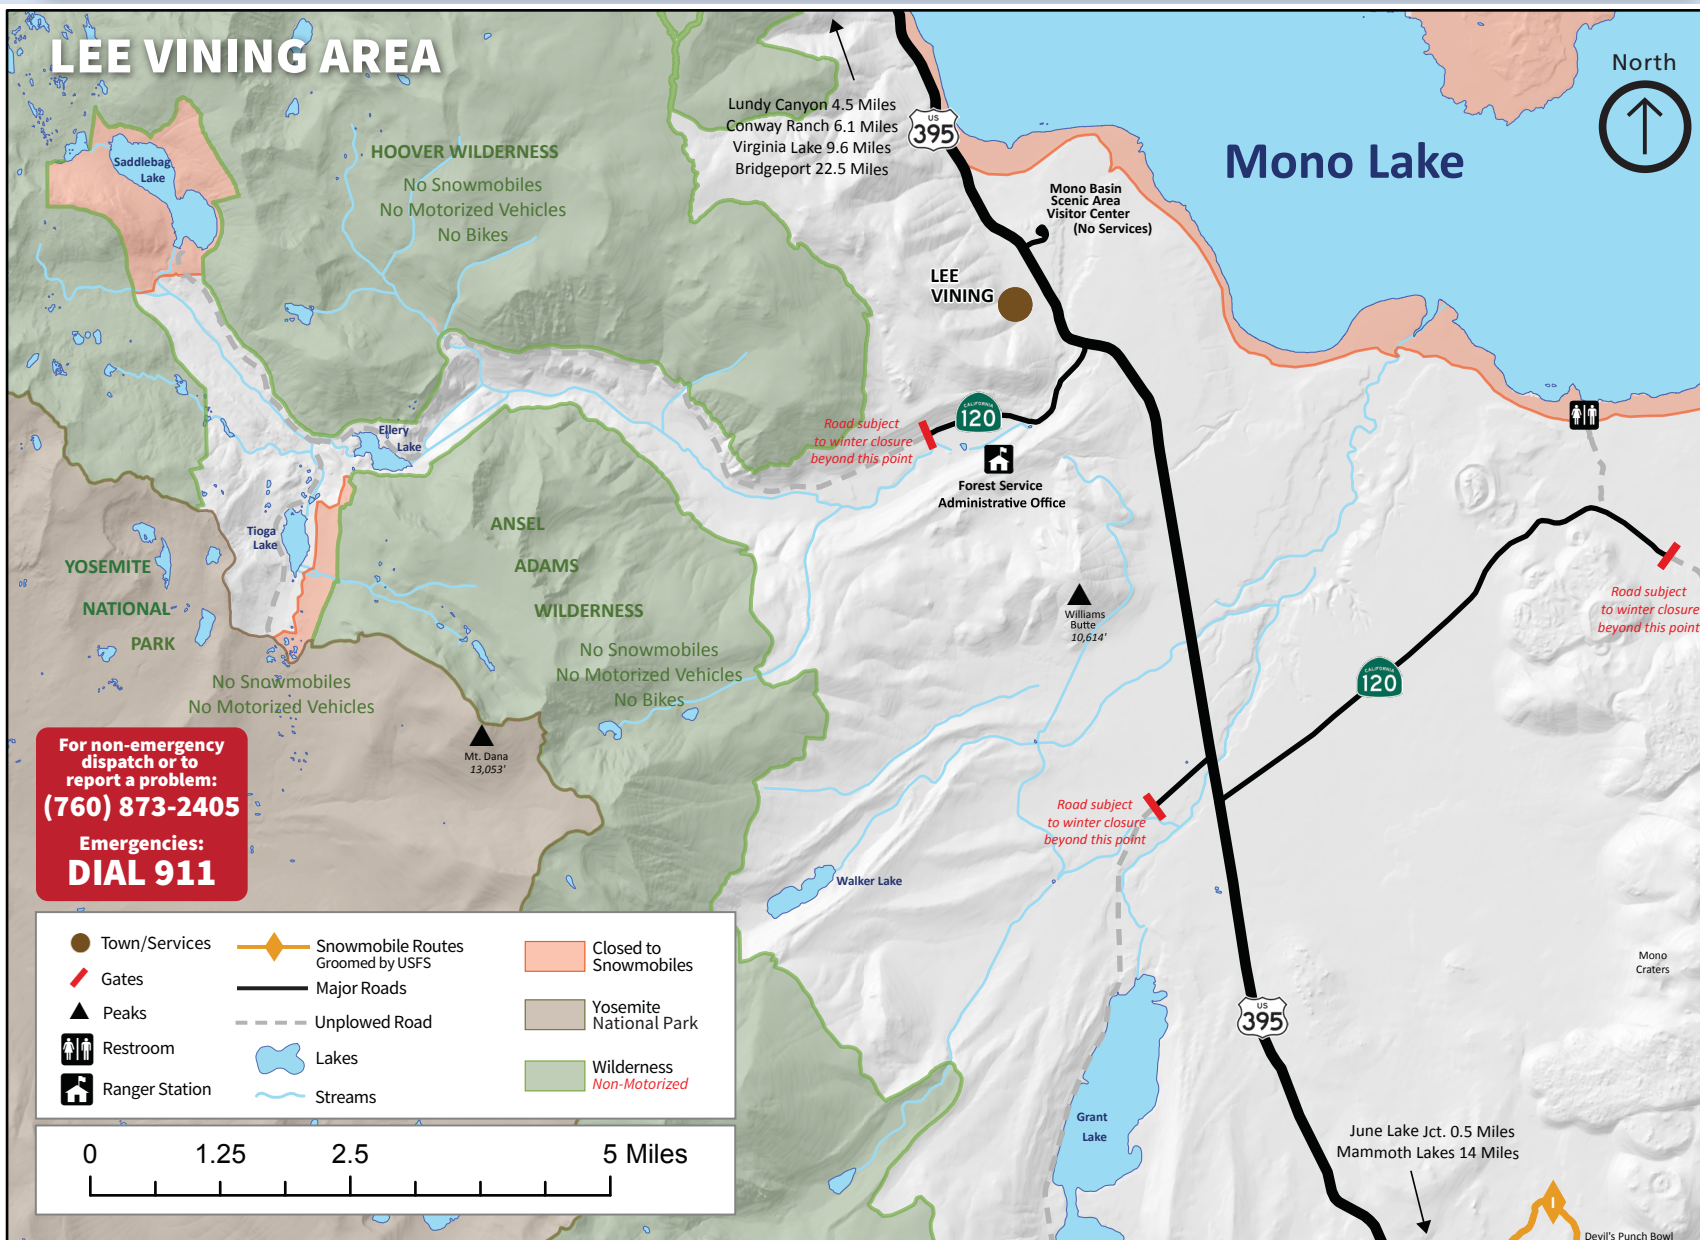 LEE VINING AREA
North
Lundy Canyon 4.5 Miles
Conway Ranch 6.1 Miles
Virginia Lake 9.6 Miles
Bridgeport 22.5 Miles
US
395
Mono Lake
Saddlebag
Lake
HOOVER WILDERNESS
No Snowmobiles
No Motorized Vehicles
No Bikes
Mono Basin
Scenic Area
Visitor Center
(No Services)
LEE
VINING
CALIFORNIA
120
Road subject
to winter closure
beyond this point
Ellery
Lake
Forest Service
Administrative Office
Tioga
Lake
ANSEL
ADAMS
WILDERNESS
No Snowmobiles
No Motorized Vehicles
No Bikes
YOSEMITE
NATIONAL
PARK
No Snowmobiles
No Motorized Vehicles
Williams
Butte
10,614'
Road subject
to winter closure
beyond this point
CALIFORNIA
120
Mt. Dana
13,053'
Road subject
to winter closure
beyond this point
For non-emergency
dispatch or to
report a problem:
(760) 873-2405
Emergencies:
DIAL 911
Walker Lake
Mono
Craters
US
395
Grant
Lake
June Lake Jct. 0.5 Miles
Mammoth Lakes 14 Miles
Devil's Punch Bowl
Town/Services
Gates
Peaks
Restroom
Ranger Station
Snowmobile Routes
Groomed by USFS
Major Roads
Unplowed Road
Lakes
Streams
Closed to
Snowmobiles
Yosemite
National Park
Wilderness
Non-Motorized
0 1.25 2.5 5 Miles